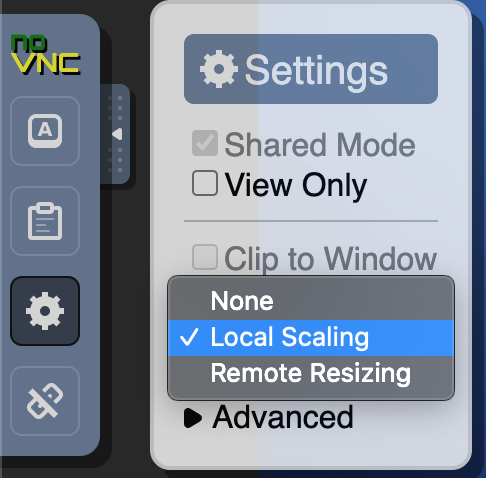 no
VNC
A
Settings
Shared Mode
View Only
Clip to Window
None
✓ Local Scaling
Remote Resizing
Advanced